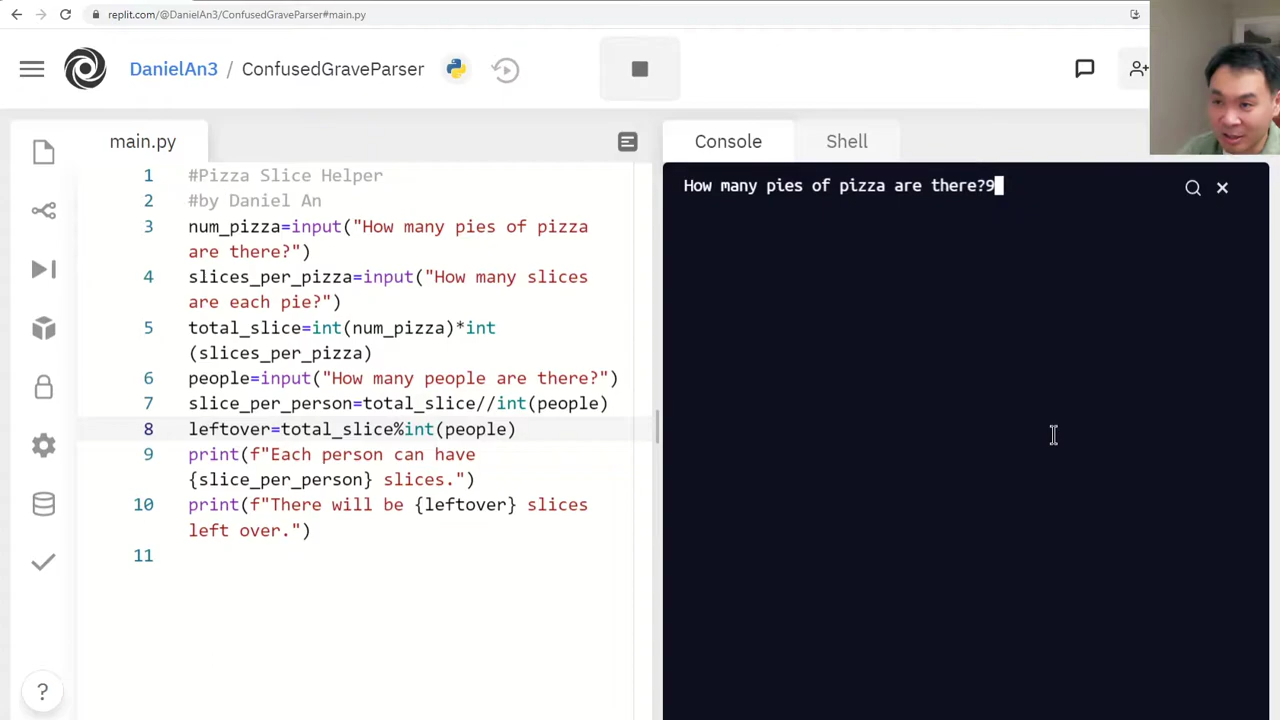 replit.com/@DanielAn3/ConfusedGraveParser#main.py
DanielAn3 / ConfusedGraveParser
main.py
Console
Shell
1 #Pizza Slice Helper
2 #by Daniel An
3 num_pizza=input("How many pies of pizza
are there?")
4 slices_per_pizza=input("How many slices
are each pie?")
5 total_slice=int(num_pizza)*int
(slices_per_pizza)
6 people=input("How many people are there?")
7 slice_per_person=total_slice//int(people)
8 leftover=total_slice%int(people)
9 print(f"Each person can have
{slice_per_person} slices.")
10 print(f"There will be {leftover} slices
left over.")
11
How many pies of pizza are there?9
?